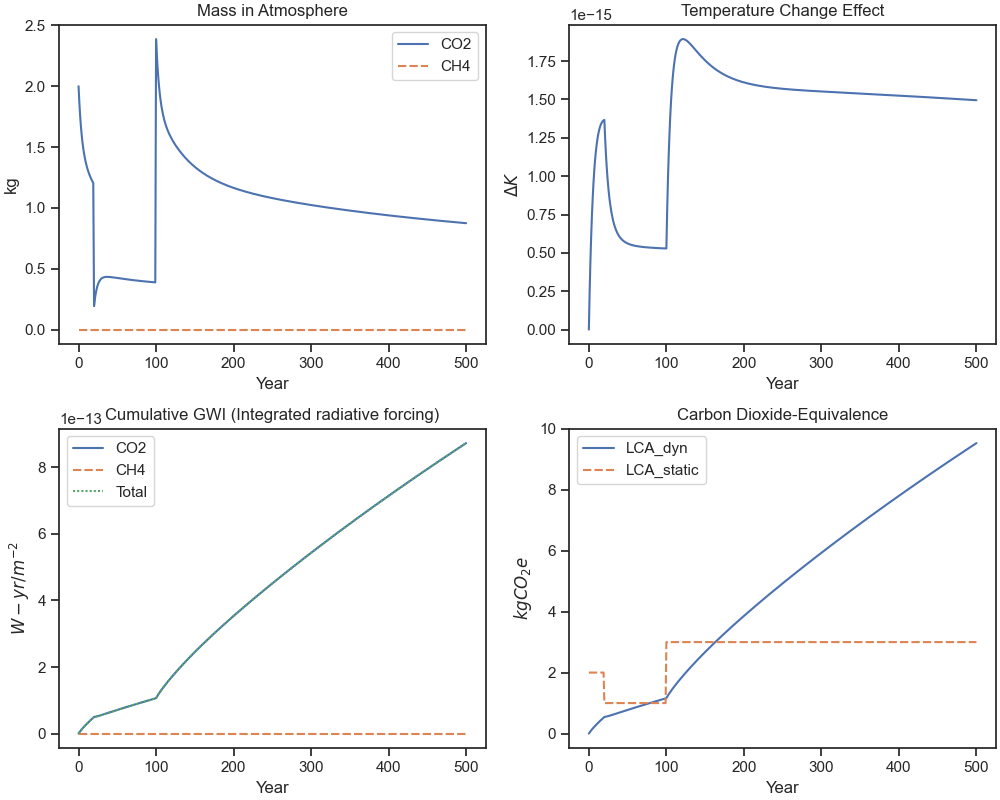 Mass in Atmosphere
2.5
2.0
1.5
1.0
0.5
0.0
kg
CO2
CH4
0
100
200
300
400
500
Year
Temperature Change Effect
1e−15
1.75
1.50
1.25
1.00
0.75
0.50
0.25
0.00
ΔK
0
100
200
300
400
500
Year
1e−13
Cumulative GWI (Integrated radiative forcing)
8
6
4
2
0
W − yr/m⁻²
CO2
CH4
Total
0
100
200
300
400
500
Year
Carbon Dioxide-Equivalence
10
8
6
4
2
0
kgCO₂e
LCA_dyn
LCA_static
0
100
200
300
400
500
Year